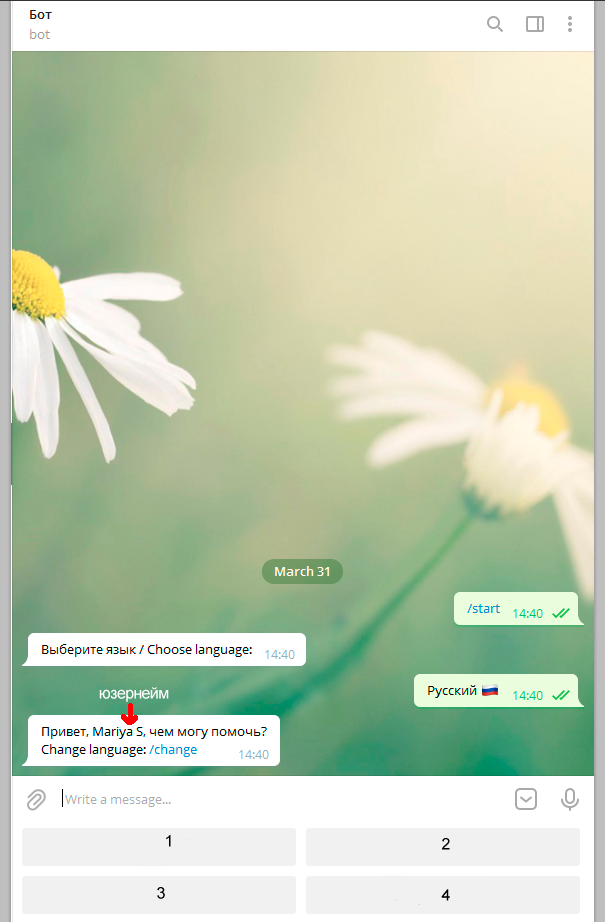 Бот
bot
March 31
/start 14:40
Выберите язык / Choose language: 14:40
Русский 🇷🇺 14:40
юзернейм
Привет, Mariya S, чем могу помочь?
Change language: /change 14:40
Write a message...
1
2
3
4